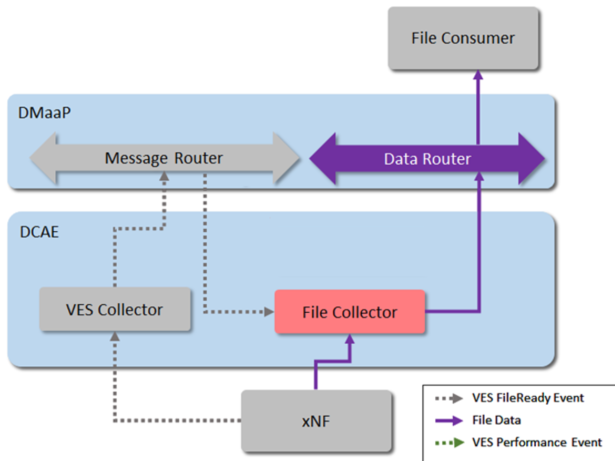 File Consumer
DMaaP
Message Router
Data Router
DCAE
VES Collector
File Collector
xNF
VES FileReady Event
File Data
VES Performance Event